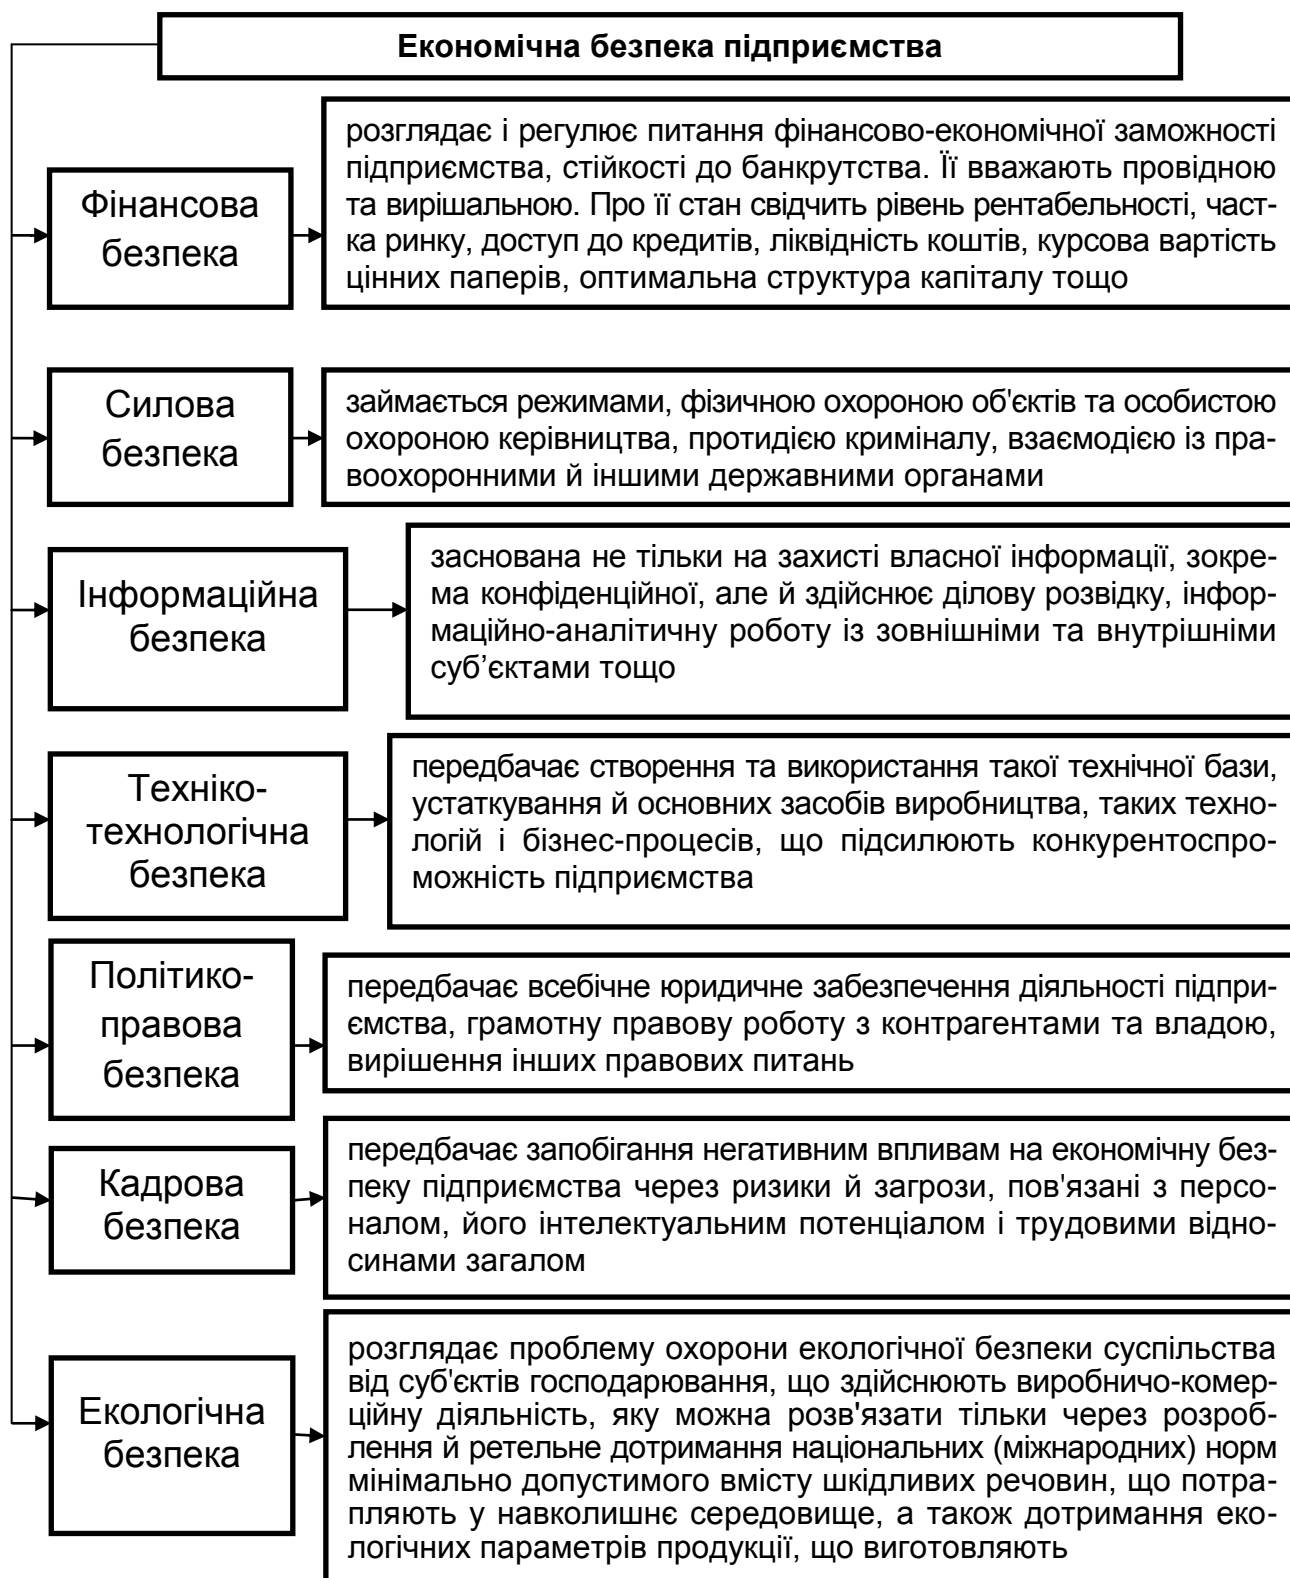 Економічна безпека підприємства
Фінансова
безпека
розглядає і регулює питання фінансово-економічної заможності
підприємства, стійкості до банкрутства. Її вважають провідною
та вирішальною. Про її стан свідчить рівень рентабельності, част-
ка ринку, доступ до кредитів, ліквідність коштів, курсова вартість
цінних паперів, оптимальна структура капіталу тощо
Силова
безпека
займається режимами, фізичною охороною об'єктів та особистою
охороною керівництва, протидією криміналу, взаємодією із пра-
воохоронними й іншими державними органами
Інформаційна
безпека
заснована не тільки на захисті власної інформації, зокре-
ма конфіденційної, але й здійснює ділову розвідку, інфор-
маційно-аналітичну роботу із зовнішніми та внутрішніми
суб’єктами тощо
Техніко-
технологічна
безпека
передбачає створення та використання такої технічної бази,
устаткування й основних засобів виробництва, таких техно-
логій і бізнес-процесів, що підсилюють конкурентоспро-
можність підприємства
Політико-
правова
безпека
передбачає всебічне юридичне забезпечення діяльності підпри-
ємства, грамотну правову роботу з контрагентами та владою,
вирішення інших правових питань
Кадрова
безпека
передбачає запобігання негативним впливам на економічну без-
пеку підприємства через ризики й загрози, пов'язані з персо-
налом, його інтелектуальним потенціалом і трудовими відно-
синами загалом
Екологічна
безпека
розглядає проблему охорони екологічної безпеки суспільства
від суб'єктів господарювання, що здійснюють виробничо-комер-
ційну діяльність, яку можна розв'язати тільки через розроб-
лення й ретельне дотримання національних (міжнародних) норм
мінімально допустимого вмісту шкідливих речовин, що потра-
пляють у навколишнє середовище, а також дотримання еко-
логічних параметрів продукції, що виготовляють